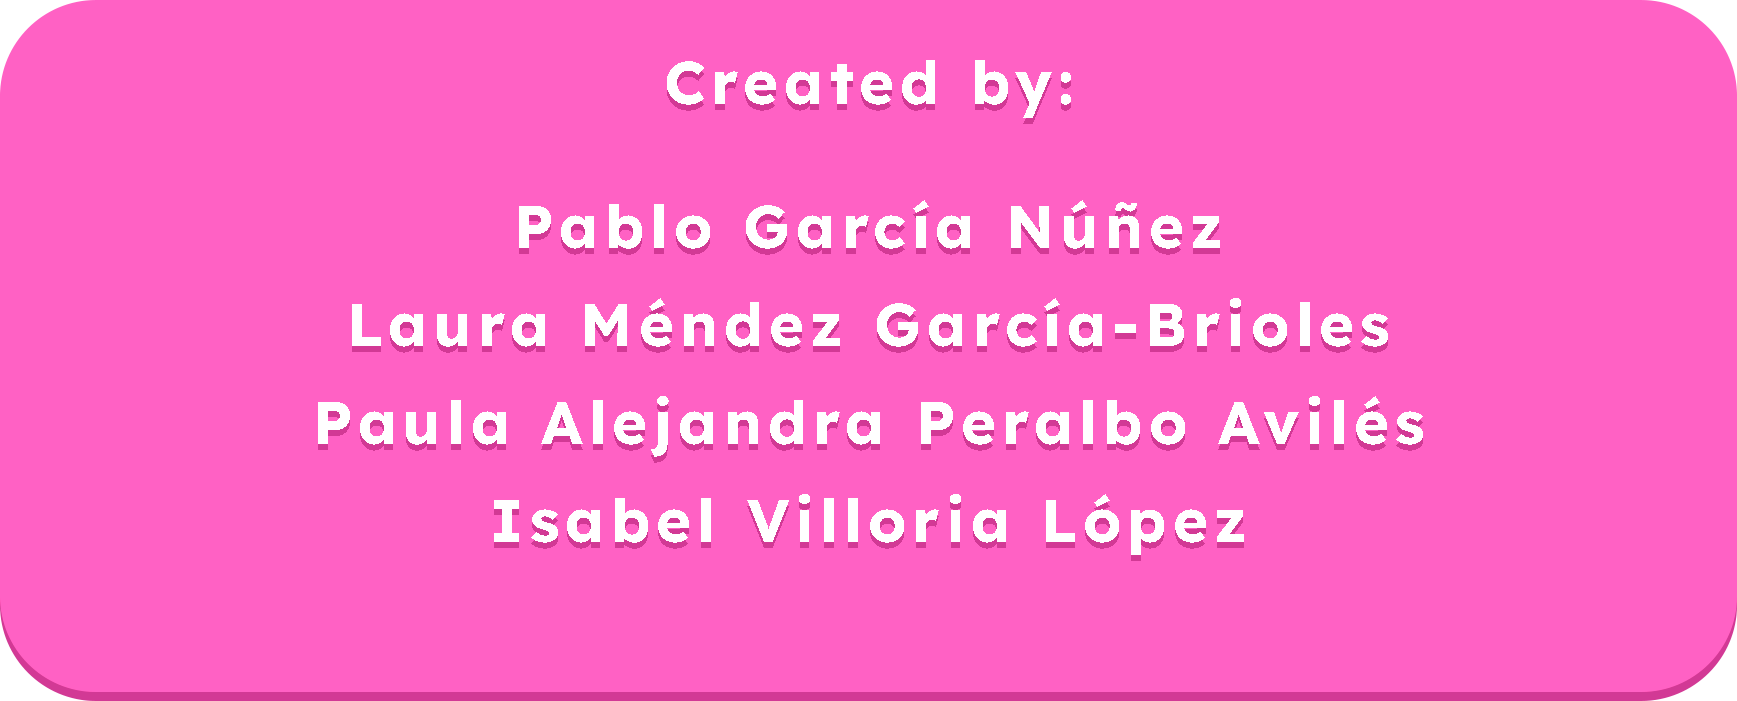 Created by:
Pablo García Núñez
Laura Méndez García-Brioles
Paula Alejandra Peralbo Avilés
Isabel Villoria López